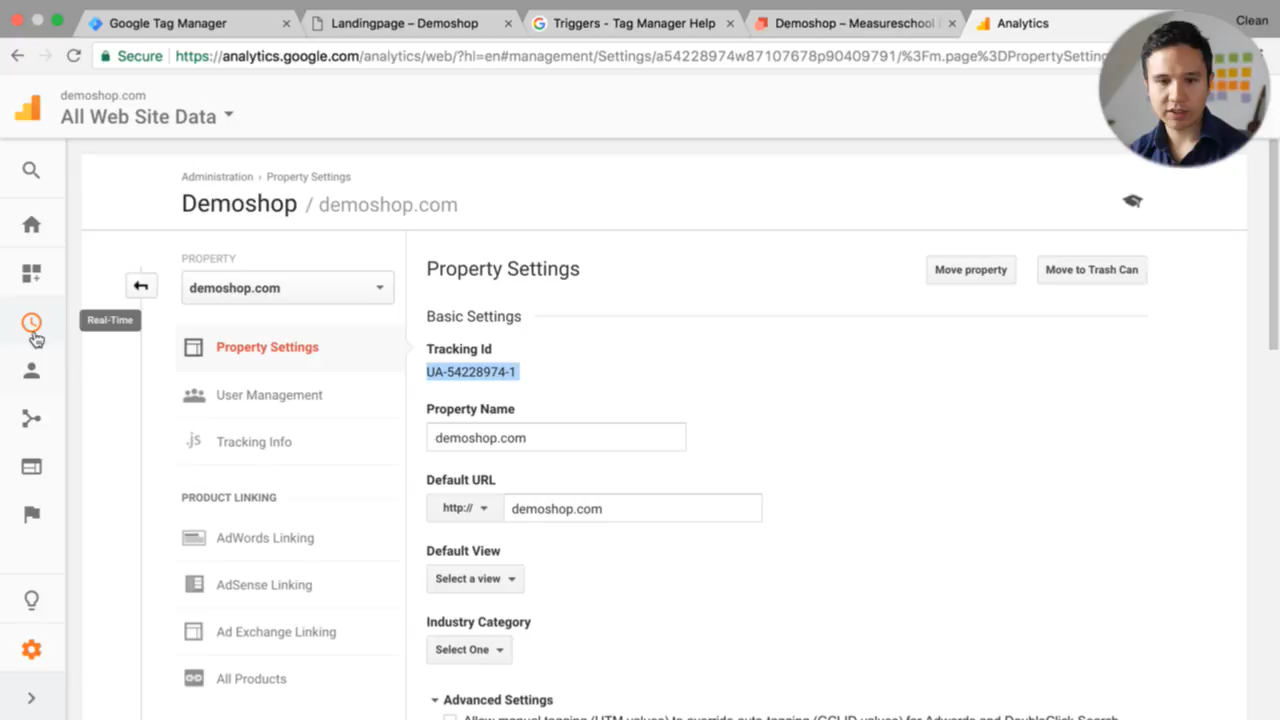 Google Tag Manager
Landingpage – Demoshop
Triggers - Tag Manager Help
Demoshop – Measureschool
Analytics
Clean
Secure
https://analytics.google.com/analytics/web/?hl=en#management/Settings/a54228974w87107678p90409791/%3Fm.page%3DPropertySetting
demoshop.com
All Web Site Data
Administration › Property Settings
Demoshop / demoshop.com
PROPERTY
demoshop.com
Property Settings
User Management
.js Tracking Info
PRODUCT LINKING
AdWords Linking
AdSense Linking
Ad Exchange Linking
All Products
Real-Time
Property Settings
Move property
Move to Trash Can
Basic Settings
Tracking Id
UA-54228974-1
Property Name
demoshop.com
Default URL
http://
demoshop.com
Default View
Select a view
Industry Category
Select One
Advanced Settings
Allow manual tagging (UTM values) to override auto-tagging (GCLID values) for Adwords and DoubleClick Search